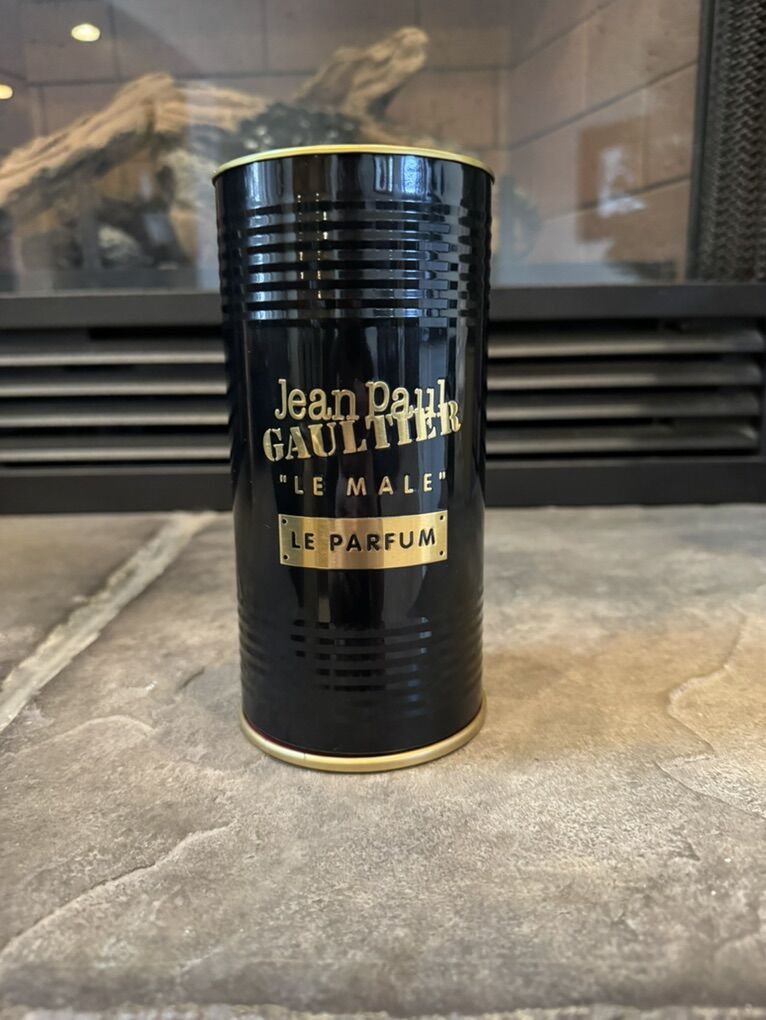 Jean Paul
GAULTIER
"LE MALE"
LE PARFUM